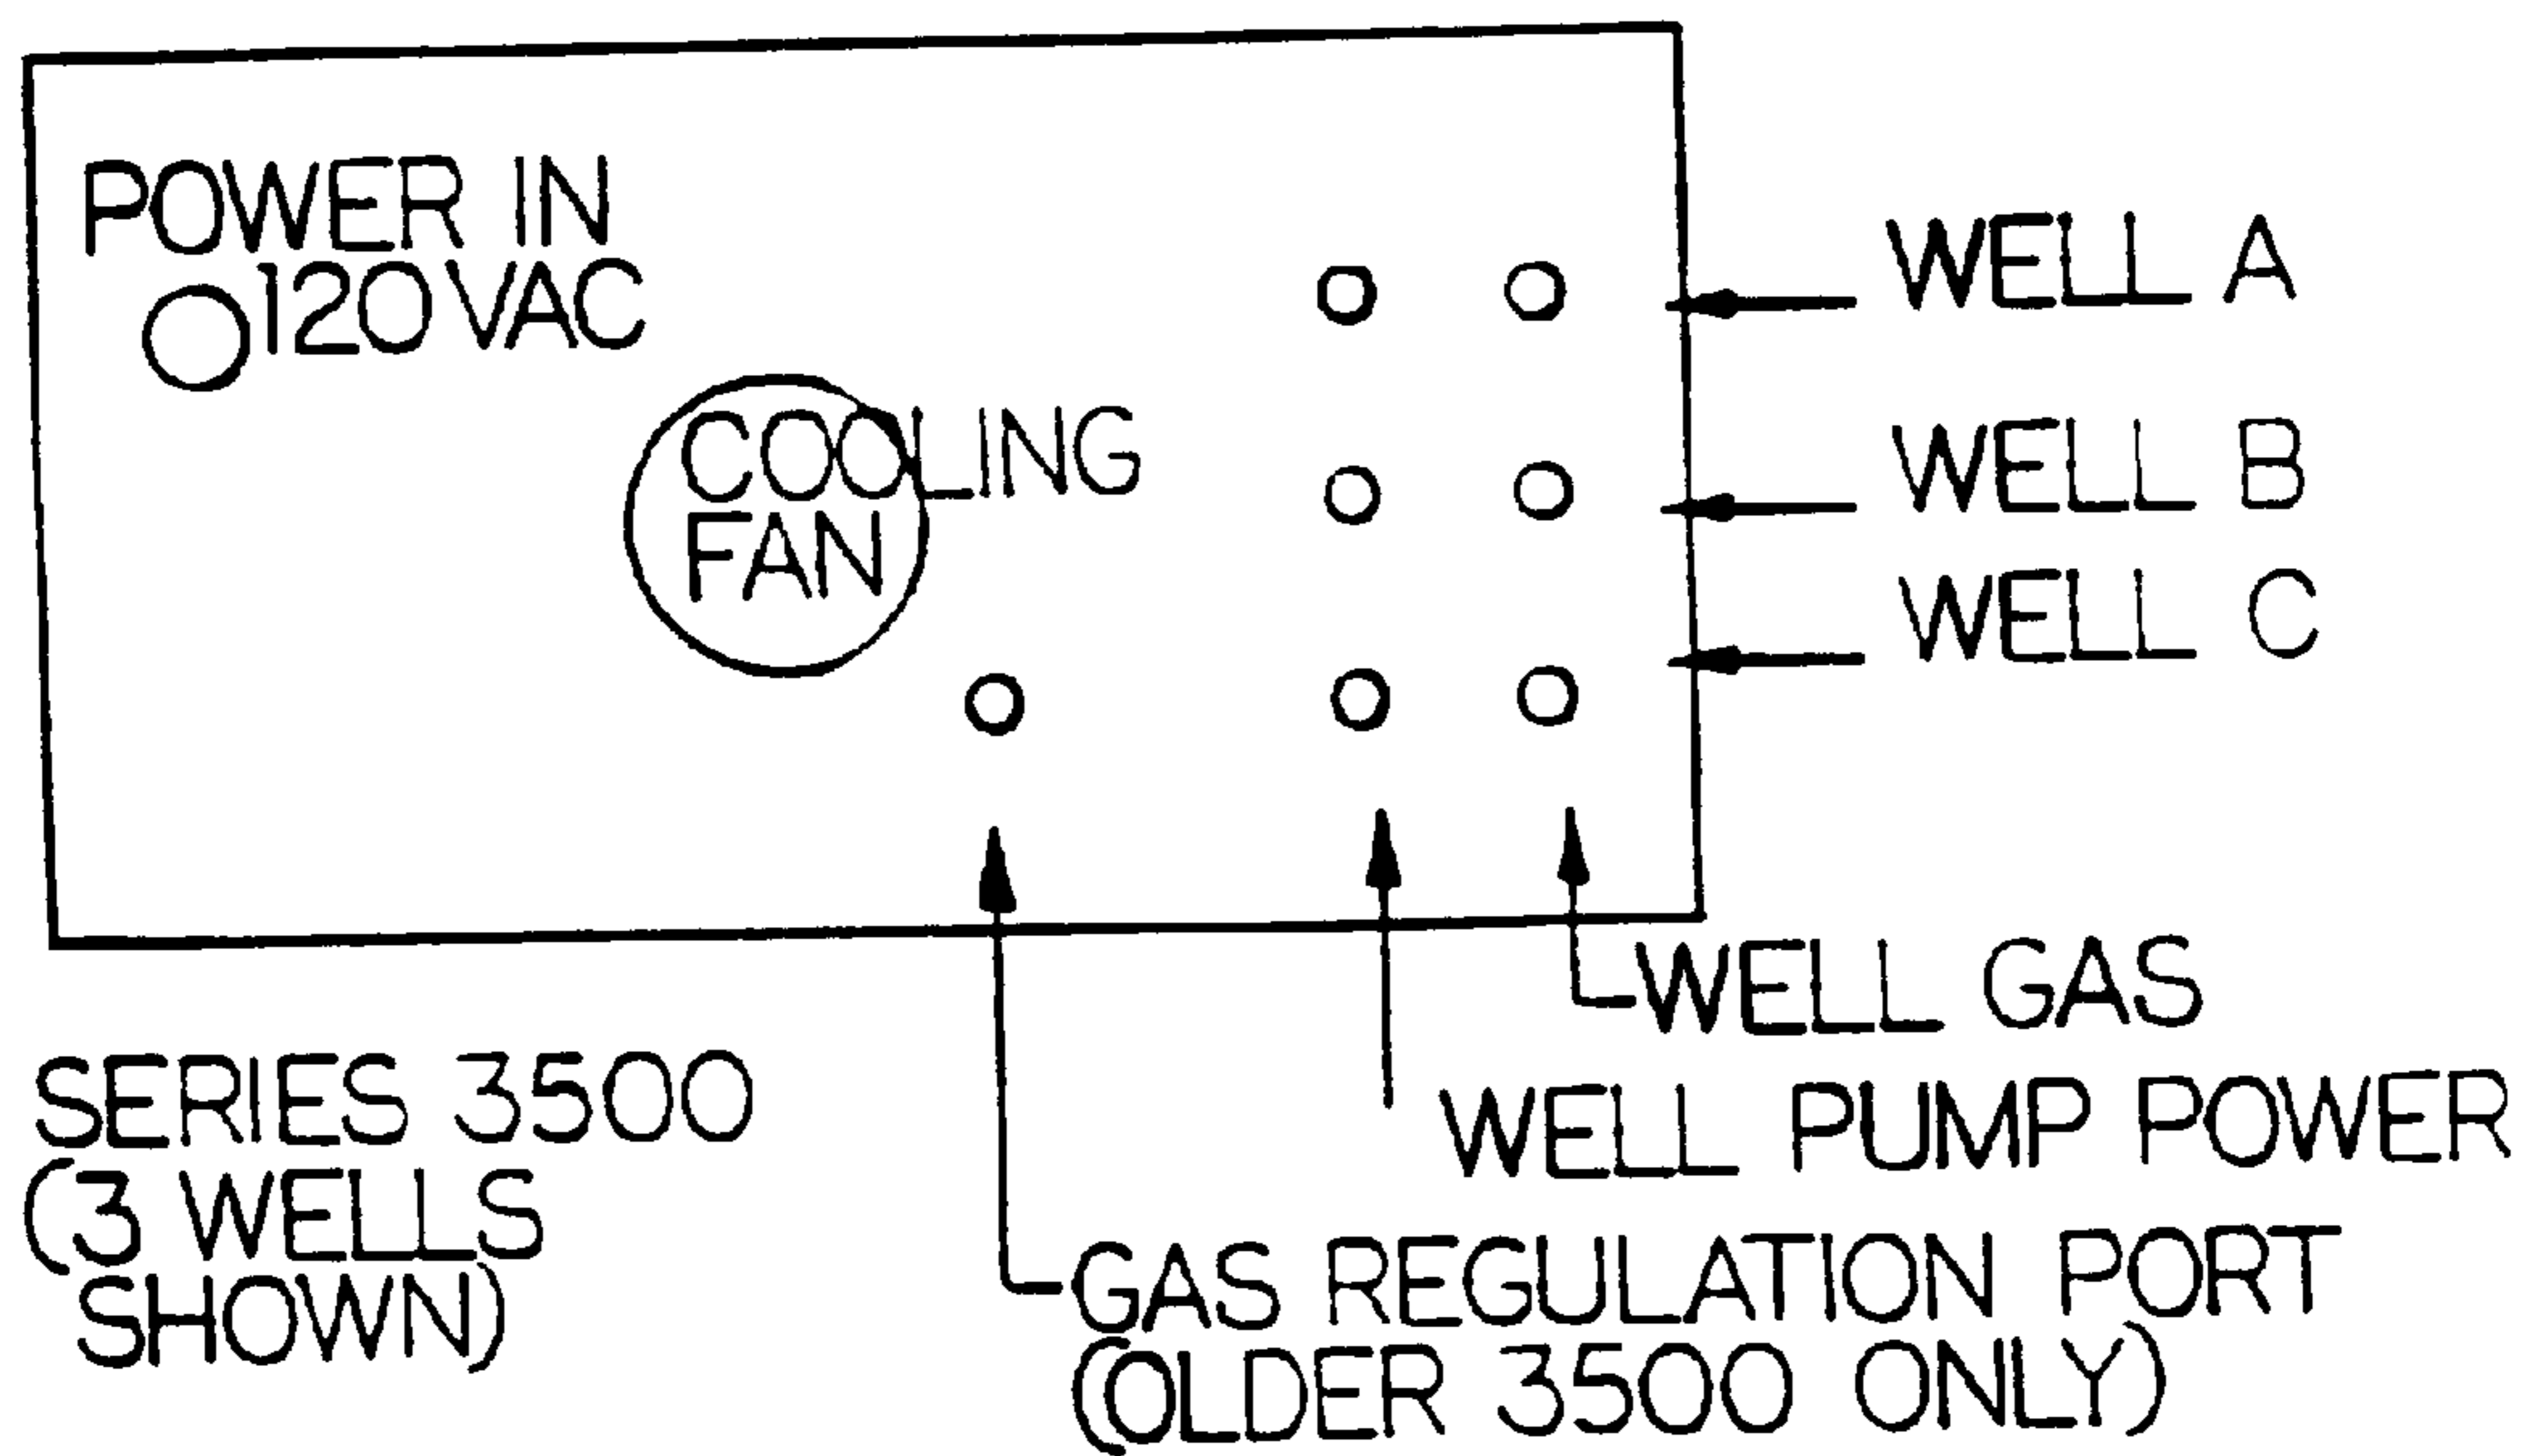 POWER IN
120VAC
COOLING
FAN
WELL A
WELL B
WELL C
WELL GAS
WELL PUMP POWER
GAS REGULATION PORT
(OLDER 3500 ONLY)
SERIES 3500
(3 WELLS
SHOWN)